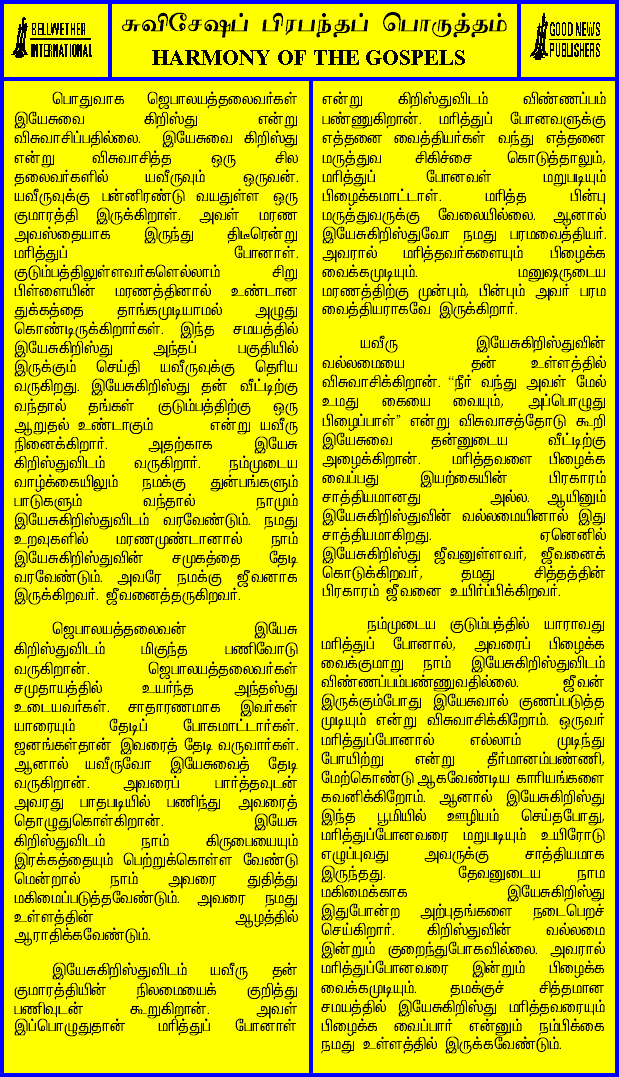 BELLWETHER
INTERNATIONAL
சுவிசேஷப் பிரபந்தப் பொருத்தம்
HARMONY OF THE GOSPELS
GOOD NEWS
PUBLISHERS
பொதுவாக ஜெபாலயத்தலைவர்கள்
இயேசுவை கிறிஸ்து என்று
விசுவாசிப்பதில்லை. இயேசுவை கிறிஸ்து
என்று விசுவாசித்த ஒரு சில
தலைவர்களில் யவீருவும் ஒருவன்.
யவீருவுக்கு பன்னிரண்டு வயதுள்ள ஒரு
குமாரத்தி இருக்கிறாள். அவள் மரண
அவஸ்தையாக இருந்து திடீரென்று
மரித்துப் போனாள்.
குடும்பத்திலுள்ளவர்களெல்லாம் சிறு
பிள்ளையின் மரணத்தினால் உண்டான
துக்கத்தை தாங்கமுடியாமல் அழுது
கொண்டிருக்கிறார்கள். இந்த சமயத்தில்
இயேசுகிறிஸ்து அந்தப் பகுதியில்
இருக்கும் செய்தி யவீருவுக்கு தெரிய
வருகிறது. இயேசுகிறிஸ்து தன் வீட்டிற்கு
வந்தால் தங்கள் குடும்பத்திற்கு ஒரு
ஆறுதல் உண்டாகும் என்று யவீரு
நினைக்கிறார். அதற்காக இயேசு
கிறிஸ்துவிடம் வருகிறார். நம்முடைய
வாழ்க்கையிலும் நமக்கு துன்பங்களும்
பாடுகளும் வந்தால் நாமும்
இயேசுகிறிஸ்துவிடம் வரவேண்டும். நமது
உறவுகளில் மரணமுண்டானால் நாம்
இயேசுகிறிஸ்துவின் சமுகத்தை தேடி
வரவேண்டும். அவரே நமக்கு ஜீவனாக
இருக்கிறவர். ஜீவனைத்தருகிறவர்.
ஜெபாலயத்தலைவன் இயேசு
கிறிஸ்துவிடம் மிகுந்த பணிவோடு
வருகிறான். ஜெபாலயத்தலைவர்கள்
சமுதாயத்தில் உயர்ந்த அந்தஸ்து
உடையவர்கள். சாதாரணமாக இவர்கள்
யாரையும் தேடிப் போகமாட்டார்கள்.
ஜனங்கள்தான் இவரைத் தேடி வருவார்கள்.
ஆனால் யவீருவோ இயேசுவைத் தேடி
வருகிறான். அவரைப் பார்த்தவுடன்
அவரது பாதபடியில் பணிந்து அவரைத்
தொழுதுகொள்கிறான். இயேசு
கிறிஸ்துவிடம் நாம் கிருபையையும்
இரக்கத்தையும் பெற்றுக்கொள்ள வேண்டு
மென்றால் நாம் அவரை துதித்து
மகிமைப்படுத்தவேண்டும். அவரை நமது
உள்ளத்தின் ஆழத்தில்
ஆராதிக்கவேண்டும்.
இயேசுகிறிஸ்துவிடம் யவீரு தன்
குமாரத்தியின் நிலமையைக் குறித்து
பணிவுடன் கூறுகிறான். அவள்
இப்பொழுதுதான் மரித்துப் போனாள்
என்று கிறிஸ்துவிடம் விண்ணப்பம்
பண்ணுகிறான். மரித்துப் போனவளுக்கு
எத்தனை வைத்தியர்கள் வந்து எத்தனை
மருத்துவ சிகிச்சை கொடுத்தாலும்,
மரித்துப் போனவள் மறுபடியும்
பிழைக்கமாட்டாள். மரித்த பின்பு
மருத்துவருக்கு வேலையில்லை. ஆனால்
இயேசுகிறிஸ்துவோ நமது பரமவைத்தியர்.
அவரால் மரித்தவர்களையும் பிழைக்க
வைக்கமுடியும். மனுஷருடைய
மரணத்திற்கு முன்பும், பின்பும் அவர் பரம
வைத்தியராகவே இருக்கிறார்.
யவீரு இயேசுகிறிஸ்துவின்
வல்லமையை தன் உள்ளத்தில்
விசுவாசிக்கிறான். “நீர் வந்து அவள் மேல்
உமது கையை வையும், அப்பொழுது
பிழைப்பாள்” என்று விசுவாசத்தோடு கூறி
இயேசுவை தன்னுடைய வீட்டிற்கு
அழைக்கிறான். மரித்தவளை பிழைக்க
வைப்பது இயற்கையின் பிரகாரம்
சாத்தியமானது அல்ல. ஆயினும்
இயேசுகிறிஸ்துவின் வல்லமையினால் இது
சாத்தியமாகிறது. ஏனெனில்
இயேசுகிறிஸ்து ஜீவனுள்ளவர், ஜீவனைக்
கொடுக்கிறவர், தமது சித்தத்தின்
பிரகாரம் ஜீவனை உயிர்ப்பிக்கிறவர்.
நம்முடைய குடும்பத்தில் யாராவது
மரித்துப் போனால், அவரைப் பிழைக்க
வைக்குமாறு நாம் இயேசுகிறிஸ்துவிடம்
விண்ணப்பம்பண்ணுவதில்லை. ஜீவன்
இருக்கும்போது இயேசுவால் குணப்படுத்த
முடியும் என்று விசுவாசிக்கிறோம். ஒருவர்
மரித்துப்போனால் எல்லாம் முடிந்து
போயிற்று என்று தீர்மானம்பண்ணி,
மேற்கொண்டு ஆகவேண்டிய காரியங்களை
கவனிக்கிறோம். ஆனால் இயேசுகிறிஸ்து
இந்த பூமியில் ஊழியம் செய்தபோது,
மரித்துப்போனவரை மறுபடியும் உயிரோடு
எழுப்புவது அவருக்கு சாத்தியமாக
இருந்தது. தேவனுடைய நாம
மகிமைக்காக இயேசுகிறிஸ்து
இதுபோன்ற அற்புதங்களை நடைபெறச்
செய்கிறார். கிறிஸ்துவின் வல்லமை
இன்றும் குறைந்துபோகவில்லை. அவரால்
மரித்துப்போனவரை இன்றும் பிழைக்க
வைக்கமுடியும். தமக்குச் சித்தமான
சமயத்தில் இயேசுகிறிஸ்து மரித்தவரையும்
பிழைக்க வைப்பார் என்னும் நம்பிக்கை
நமது உள்ளத்தில் இருக்கவேண்டும்.